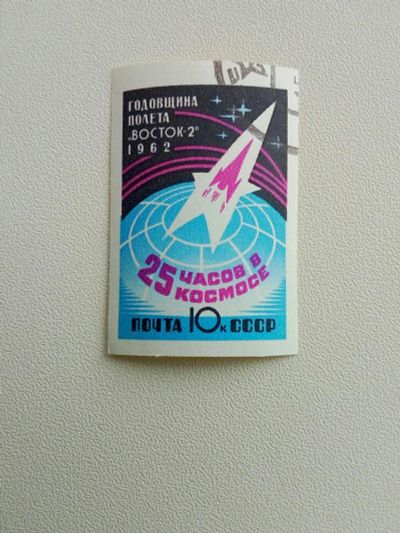 ГОДОВЩИНА
ПОЛЕТА
„ВОСТОК-2"
1962
25 ЧАСОВ В
КОСМОСЕ
ПОЧТА 10к СССР